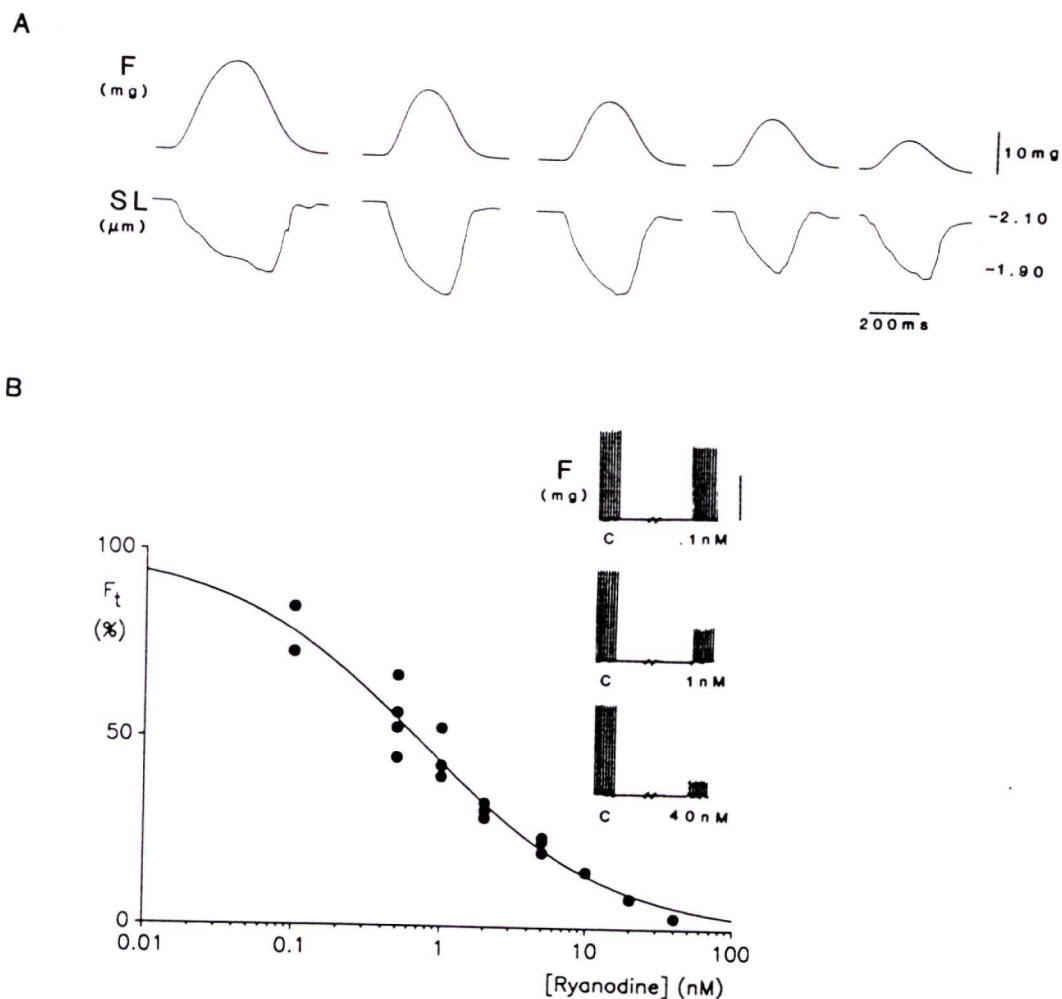 A
F
(mg)
10mg
SL
(μm)
-2.10
-1.90
200ms
B
F
(mg)
C .1nM
C 1nM
C 40nM
100
Ft
(%)
50
0
0.01 0.1 1 10 100
[Ryanodine] (nM)